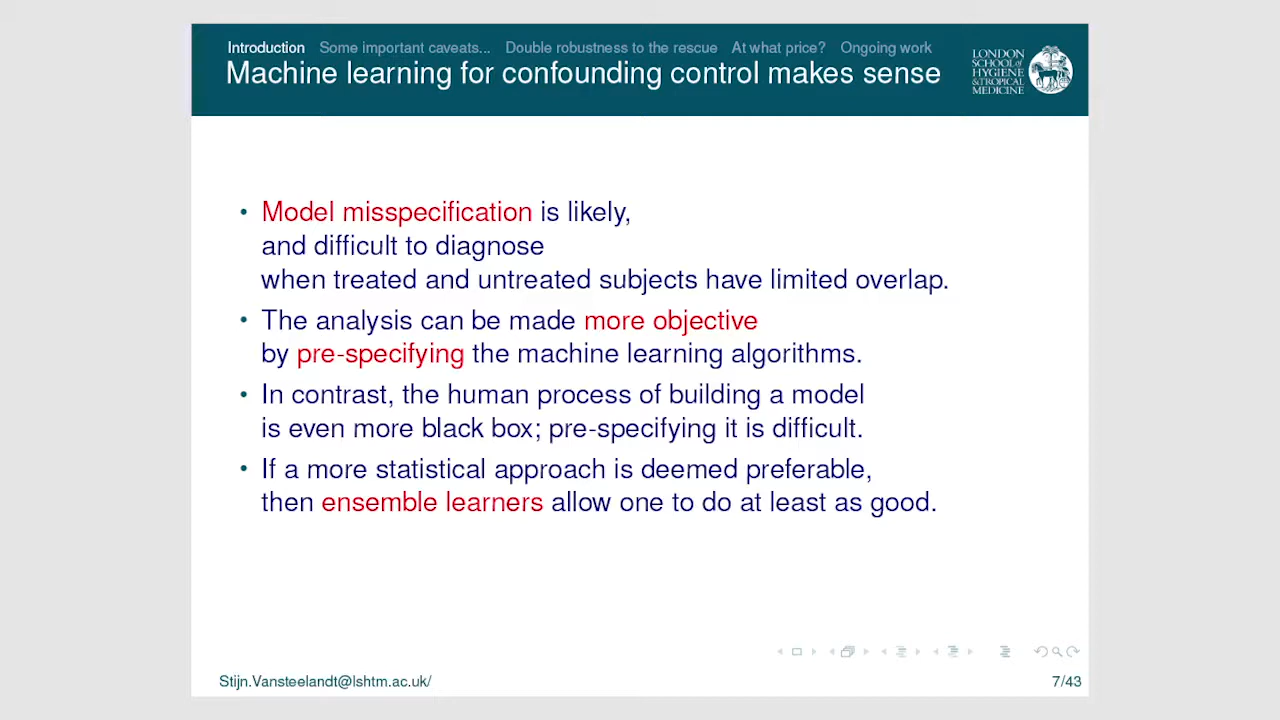 Introduction Some important caveats... Double robustness to the rescue At what price? Ongoing work
Machine learning for confounding control makes sense
LONDON
SCHOOL of
HYGIENE
& TROPICAL
MEDICINE
• Model misspecification is likely,
and difficult to diagnose
when treated and untreated subjects have limited overlap.
• The analysis can be made more objective
by pre-specifying the machine learning algorithms.
• In contrast, the human process of building a model
is even more black box; pre-specifying it is difficult.
• If a more statistical approach is deemed preferable,
then ensemble learners allow one to do at least as good.
Stijn.Vansteelandt@lshtm.ac.uk/ 7/43